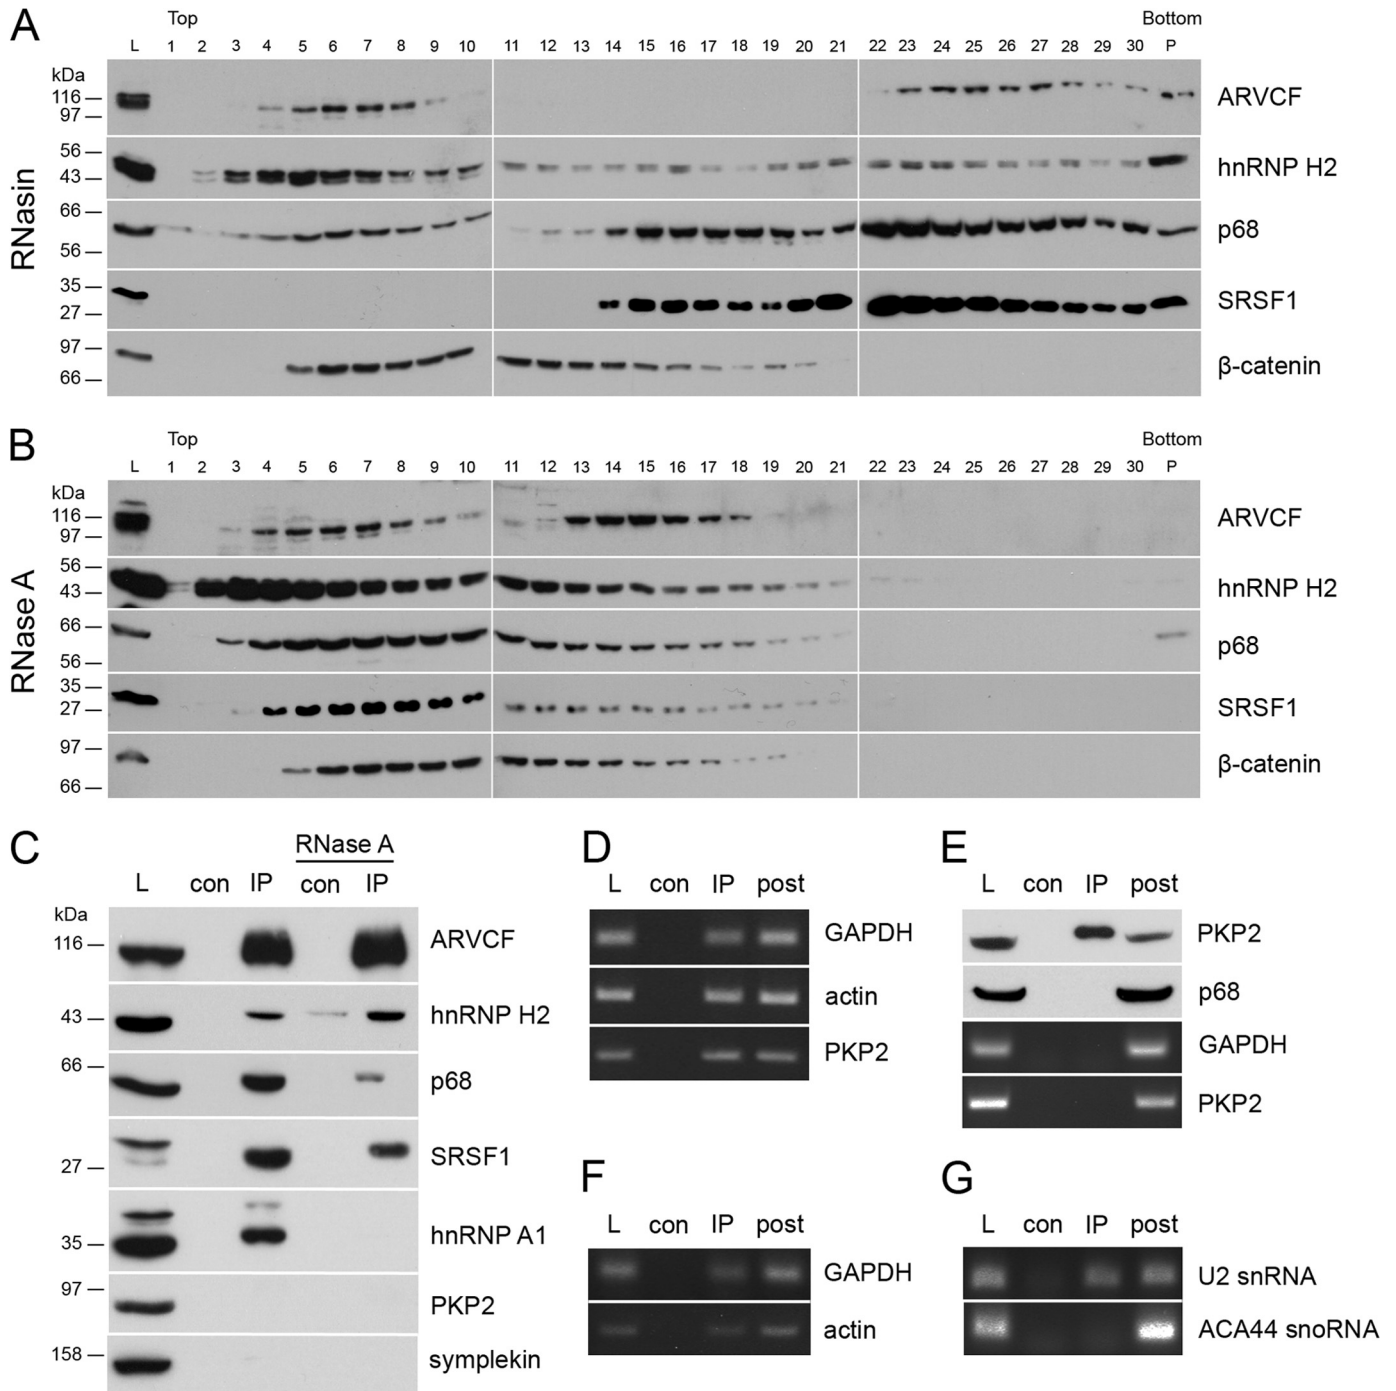 A
Top Bottom
L 1 2 3 4 5 6 7 8 9 10 11 12 13 14 15 16 17 18 19 20 21 22 23 24 25 26 27 28 29 30 P
kDa
RNasin
116
97
ARVCF
56
43
hnRNP H2
66
56
p68
35
27
SRSF1
97
66
β-catenin
B
Top Bottom
L 1 2 3 4 5 6 7 8 9 10 11 12 13 14 15 16 17 18 19 20 21 22 23 24 25 26 27 28 29 30 P
kDa
RNase A
116
97
ARVCF
56
43
hnRNP H2
66
56
p68
35
27
SRSF1
97
66
β-catenin
C
RNase A
L con IP con IP
kDa
116
ARVCF
43
hnRNP H2
66
p68
27
SRSF1
35
hnRNP A1
97
PKP2
158
symplekin
D
L con IP post
GAPDH
actin
PKP2
E
L con IP post
PKP2
p68
GAPDH
PKP2
F
L con IP post
GAPDH
actin
G
L con IP post
U2 snRNA
ACA44 snoRNA